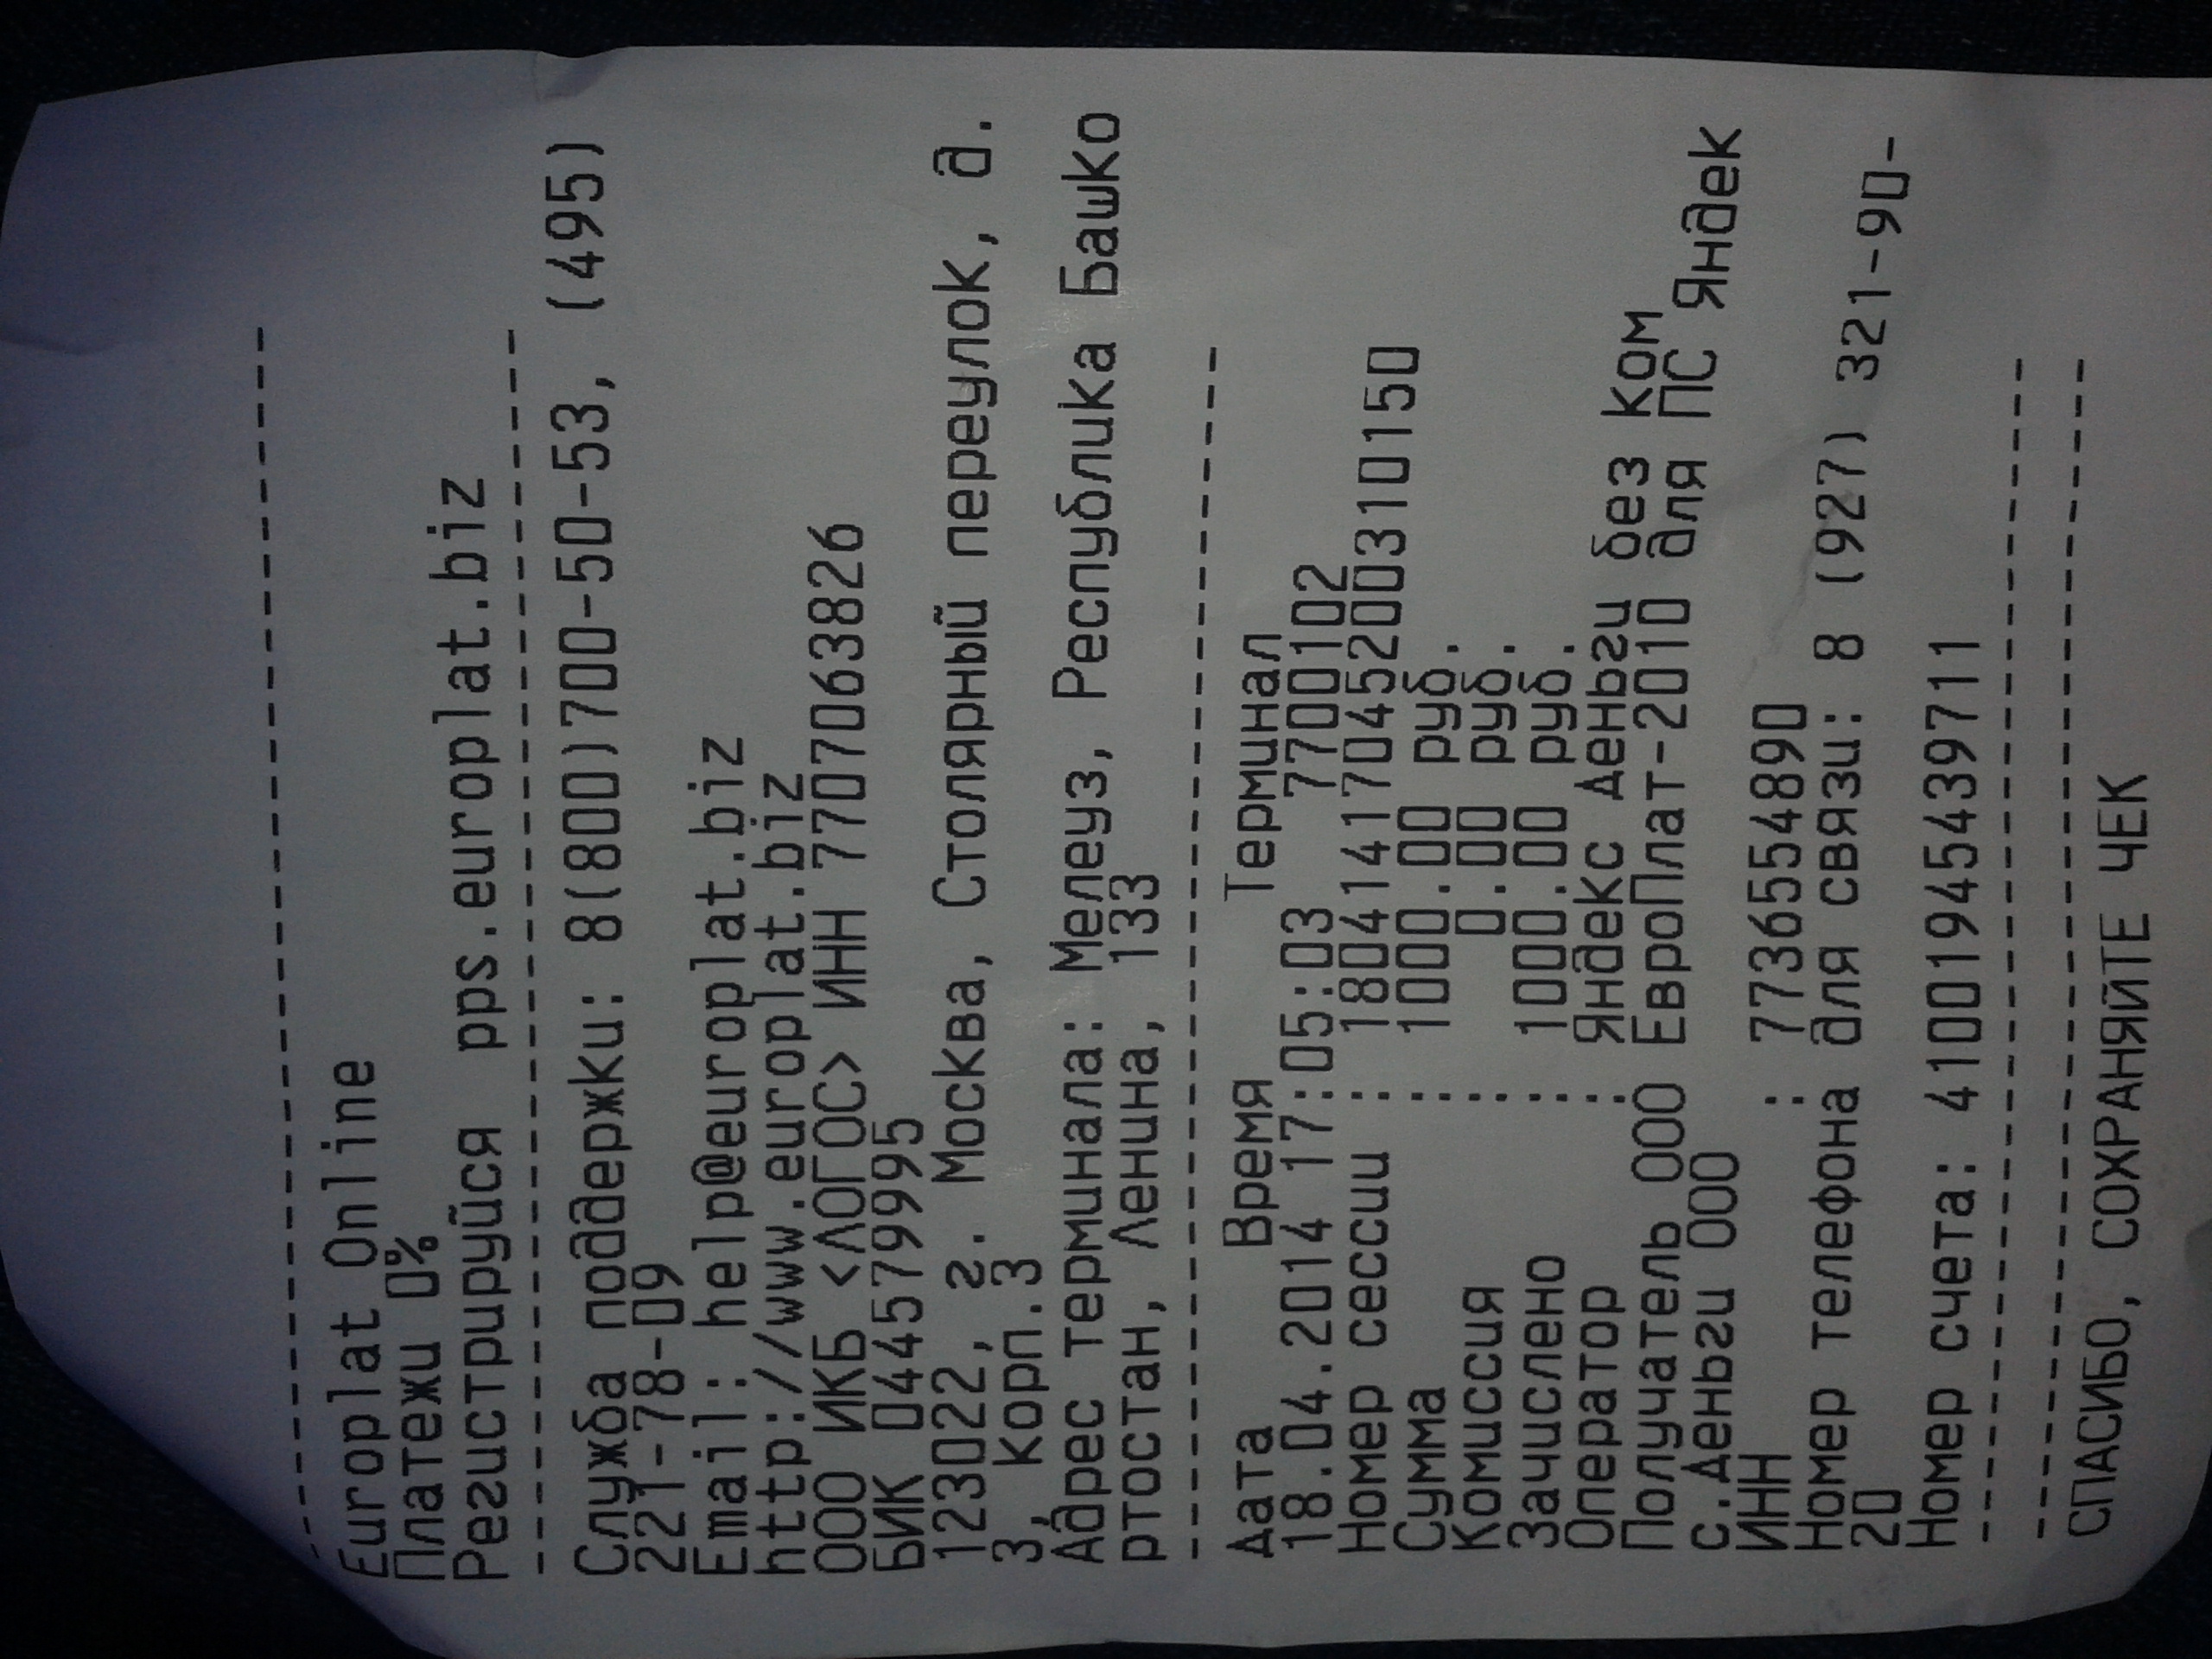 ------------------------------
Europlat Online
Платежи 0%
Регистрируйся  pps.europlat.biz
------------------------------
Служба поддержки: 8(800)700-50-53, (495)
221-78-09
Email: help@europlat.biz
http://www.europlat.biz
ООО ИКБ <ЛОГОС> ИНН 7707063826
БИК  044579995
123022, г. Москва, Столярный переулок, д.
3, корп.3
Адрес терминала: Мелеуз, Республика Башко
ртостан, Ленина, 133
------------------------------
Дата     Время     Терминал
18.04.2014 17:05:03  770102
Номер сессии : 18041417045200310150
Сумма        : 1000.00 руб.
Комиссия     :    0.00 руб.
Зачислено    : 1000.00 руб.
Оператор     : Яндекс Деньги без ком
Получатель ООО ЕвроПлат-2010 для ПС Яндек
с.Деньги ООО
ИНН          : 7736554890
Номер телефона для связи: 8 (927) 321-90-
20
Номер счета: 410019454397​11
------------------------------
------------------------------
СПАСИБО, СОХРАНЯЙТЕ ЧЕК